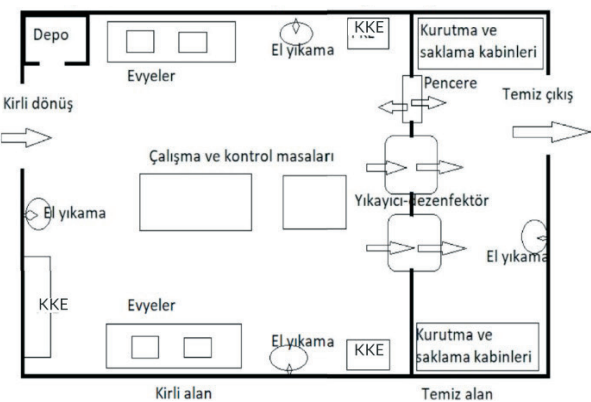 Depo
Evyeler
El yıkama
KKE
Kurutma ve
saklama kabinleri
Kirli dönüş
Pencere
Temiz çıkış
Çalışma ve kontrol masaları
Yıkayıcı-dezenfektör
El yıkama
El yıkama
KKE
Evyeler
El yıkama
KKE
Kurutma ve
saklama kabinleri
Kirli alan
Temiz alan